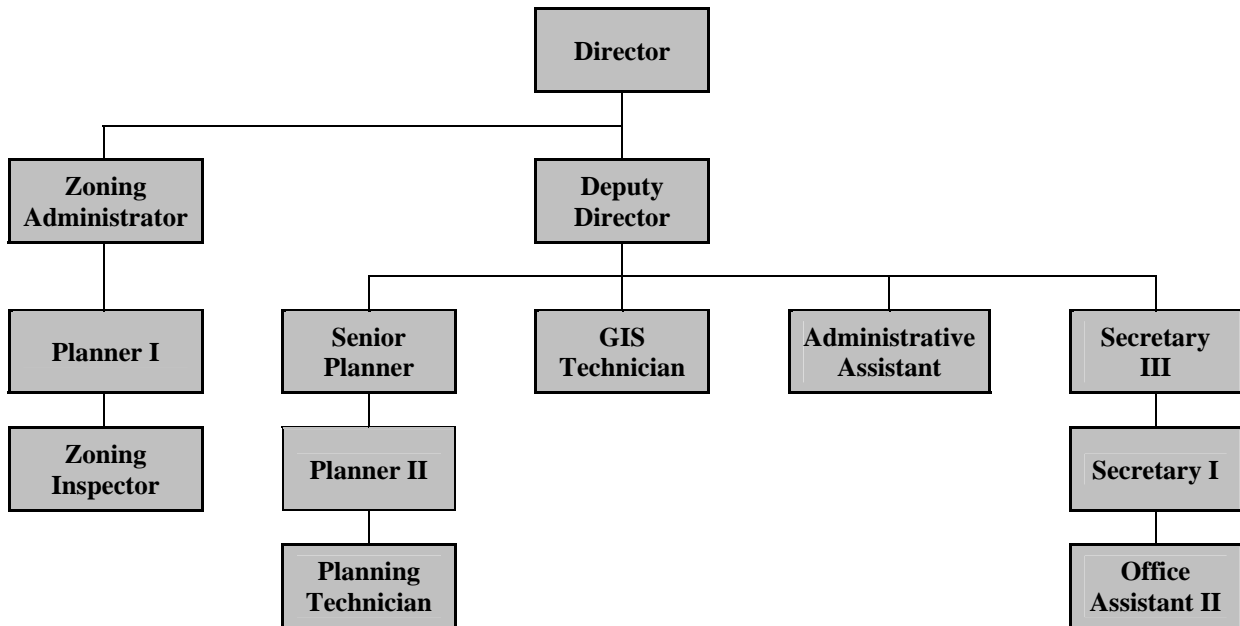 Director
Zoning
Administrator
Deputy
Director
Planner I
Senior
Planner
GIS
Technician
Administrative
Assistant
Secretary
III
Zoning
Inspector
Planner II
Secretary I
Planning
Technician
Office
Assistant II